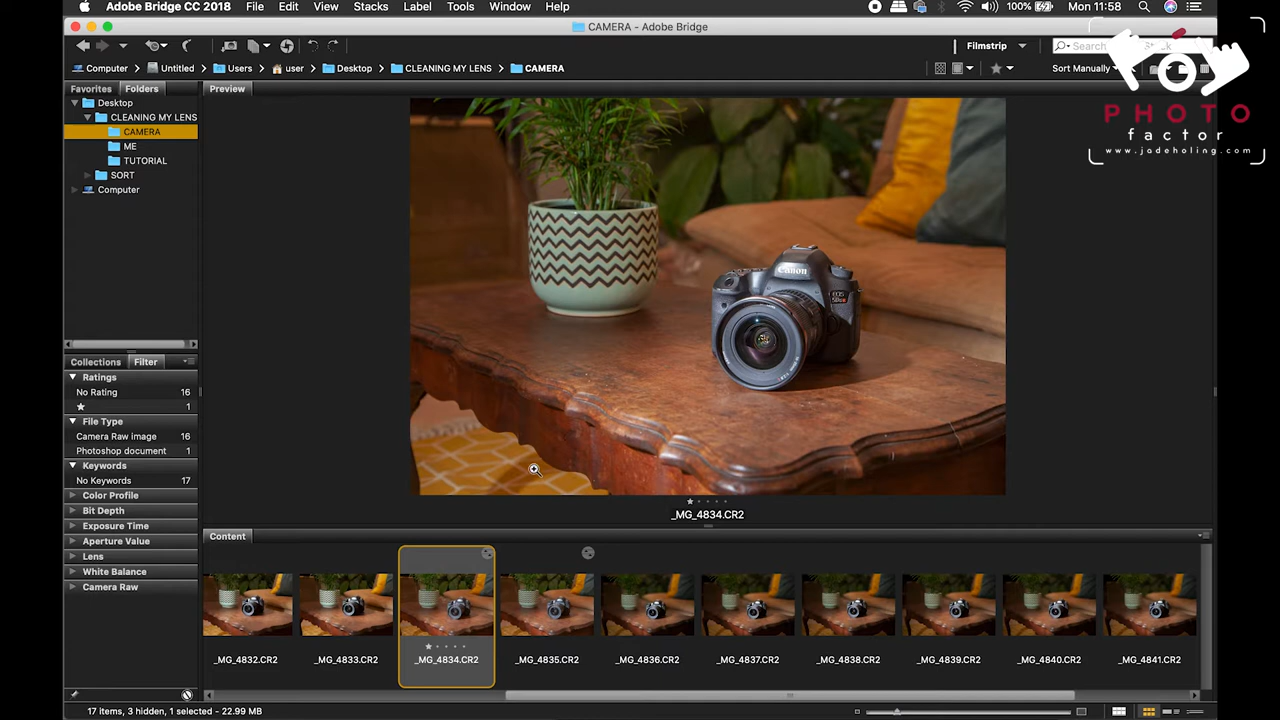 Adobe Bridge CC 2018 File Edit View Stacks Label Tools Window Help 100% Mon 11:58
CAMERA - Adobe Bridge
Filmstrip
Computer Untitled Users user Desktop CLEANING MY LENS CAMERA
Sort Manually
PHOTO
factor
www.jadeholing.com
Favorites Folders
Preview
Desktop
CLEANING MY LENS
CAMERA
ME
TUTORIAL
SORT
Computer
Canon
EOS
_MG_4834.CR2
Collections Filter
Ratings
No Rating 16
1
File Type
Camera Raw image 16
Photoshop document 1
Keywords
No Keywords 17
Color Profile
Bit Depth
Exposure Time
Aperture Value
Lens
White Balance
Camera Raw
Content
_MG_4832.CR2 _MG_4833.CR2 _MG_4834.CR2 _MG_4835.CR2 _MG_4836.CR2 _MG_4837.CR2 _MG_4838.CR2 _MG_4839.CR2 _MG_4840.CR2 _MG_4841.CR2
17 items, 3 hidden, 1 selected - 22.99 MB